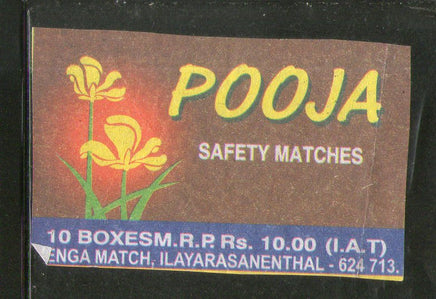 POOJA
SAFETY MATCHES
10 BOXESM.R.P. Rs. 10.00 (I.A.T)
ENGA MATCH, ILAYARASANENTHAL - 624 713.